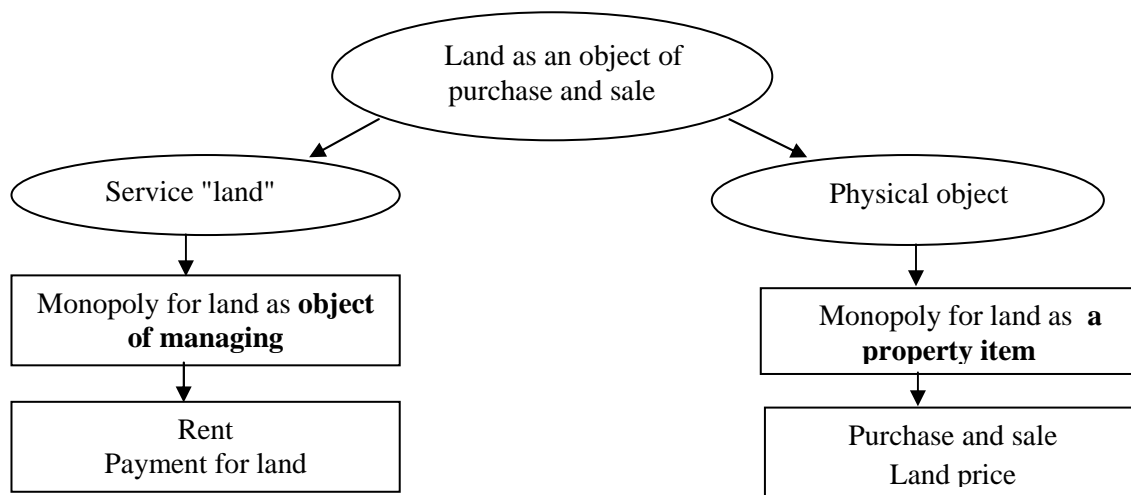 Land as an object of
purchase and sale
Service "land"
Physical object
Monopoly for land as object
of managing
Monopoly for land as a
property item
Rent
Payment for land
Purchase and sale
Land price